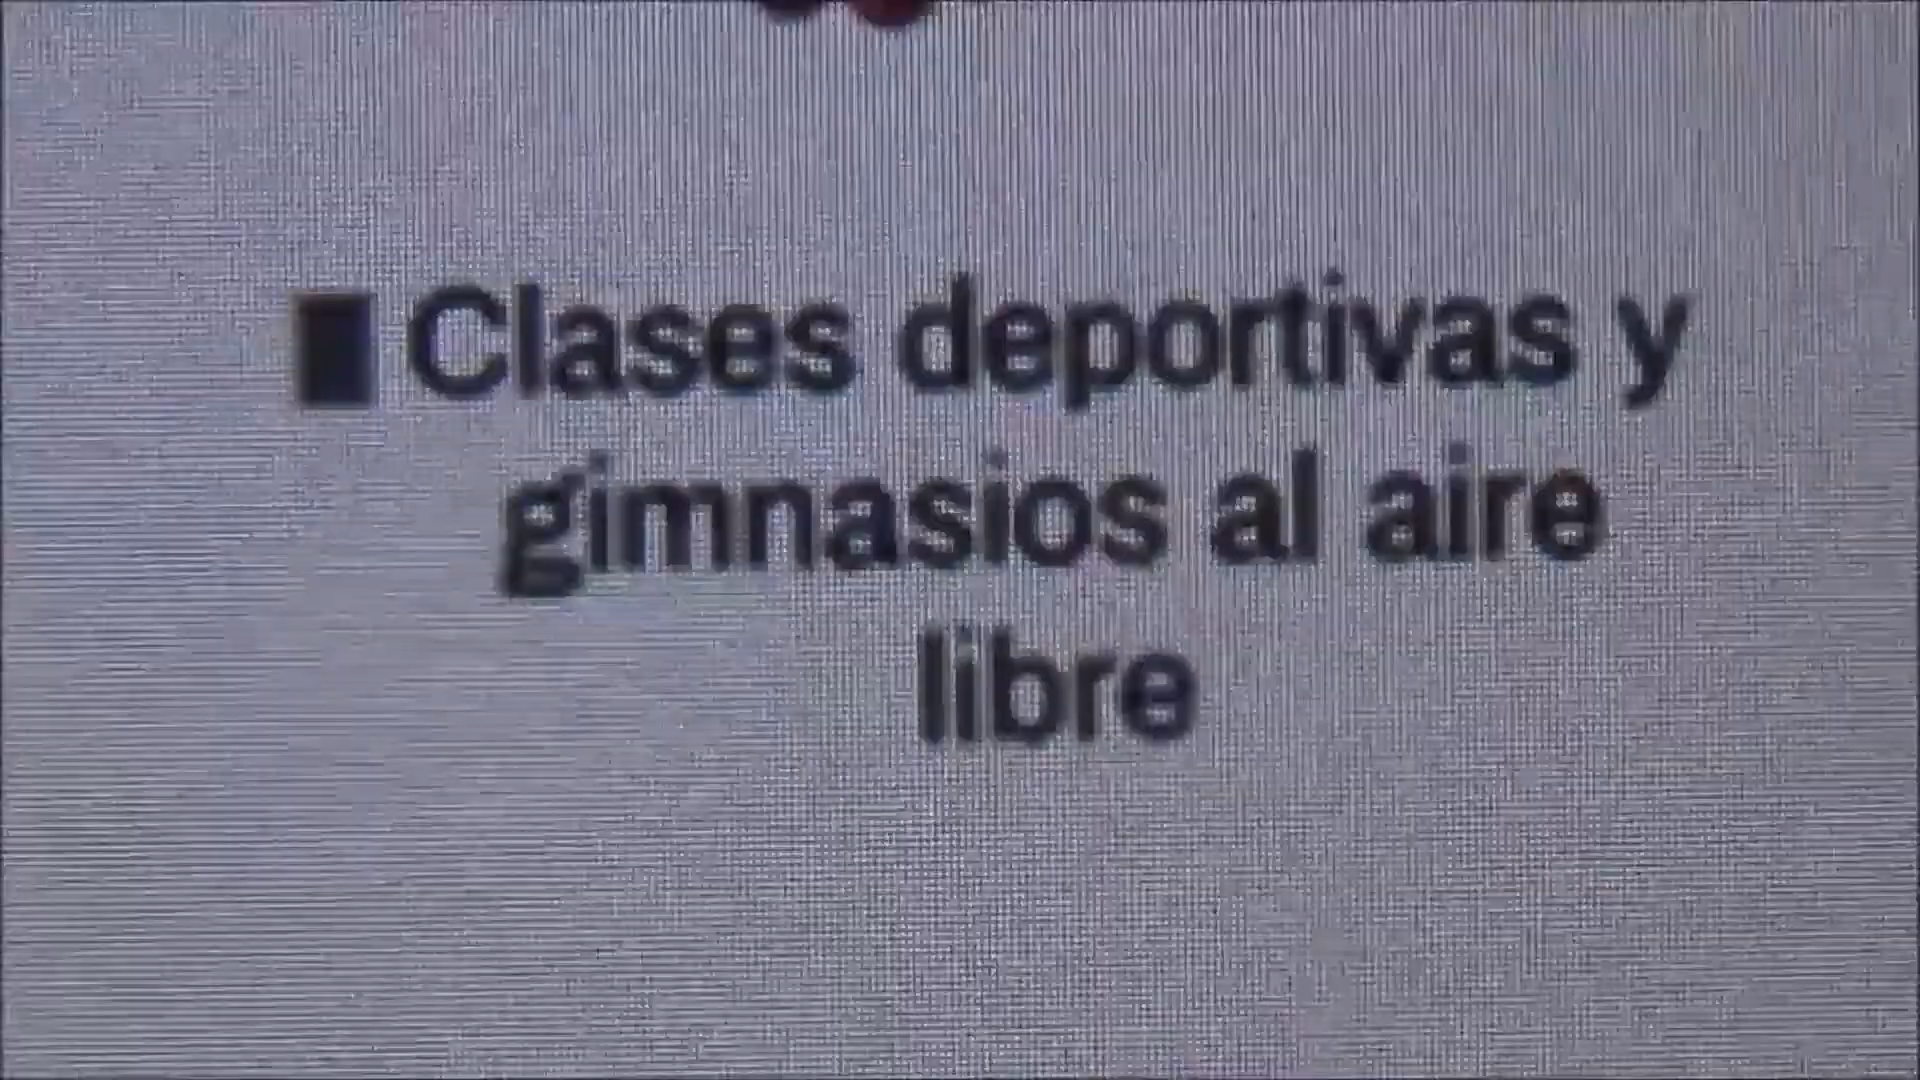 ■ Clases deportivas y
gimnasios al aire
libre